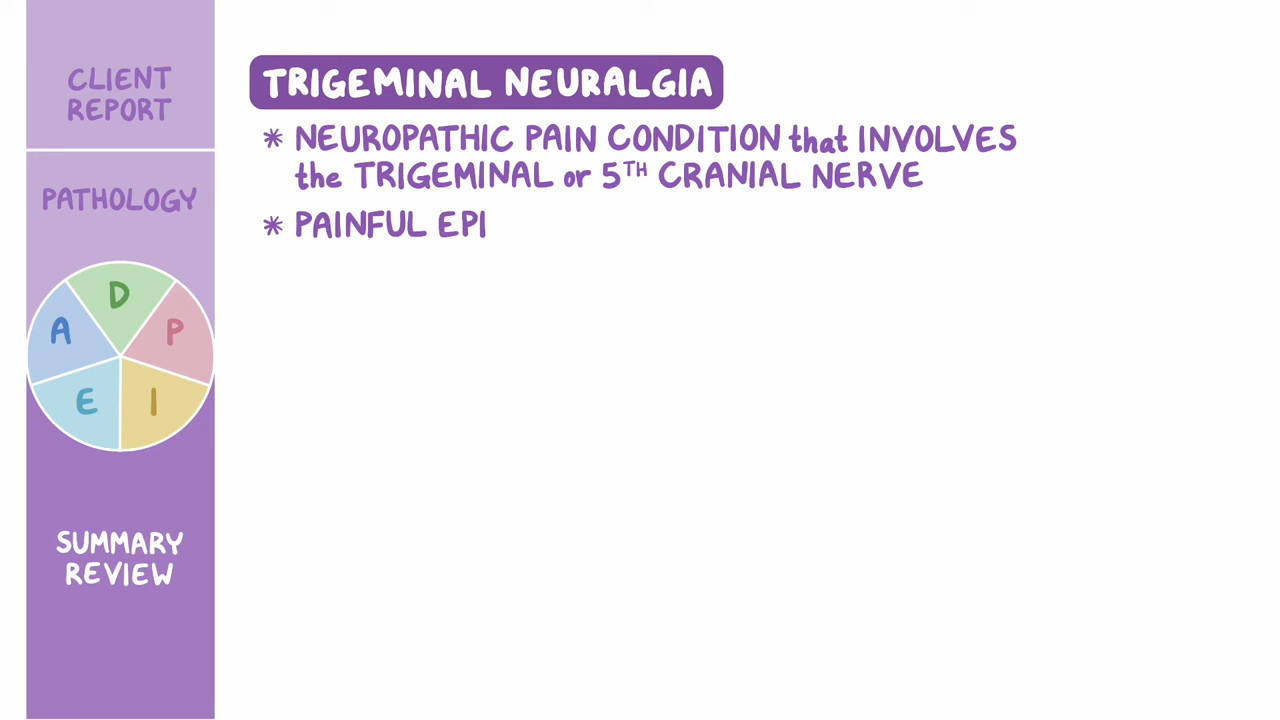 CLIENT
REPORT
PATHOLOGY
D
A
P
E
I
SUMMARY
REVIEW
TRIGEMINAL NEURALGIA
* NEUROPATHIC PAIN CONDITION that INVOLVES
the TRIGEMINAL or 5TH CRANIAL NERVE
* PAINFUL EPI